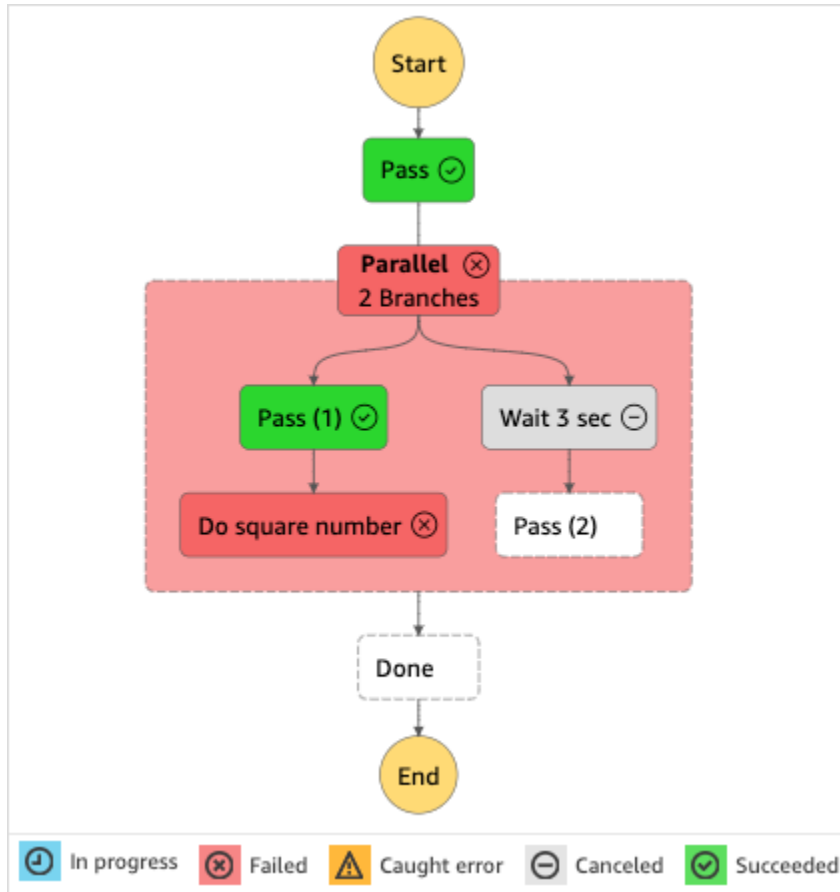 Start
Pass
Parallel
2 Branches
Pass (1)
Wait 3 sec
Do square number
Pass (2)
Done
End
In progress
Failed
Caught error
Canceled
Succeeded